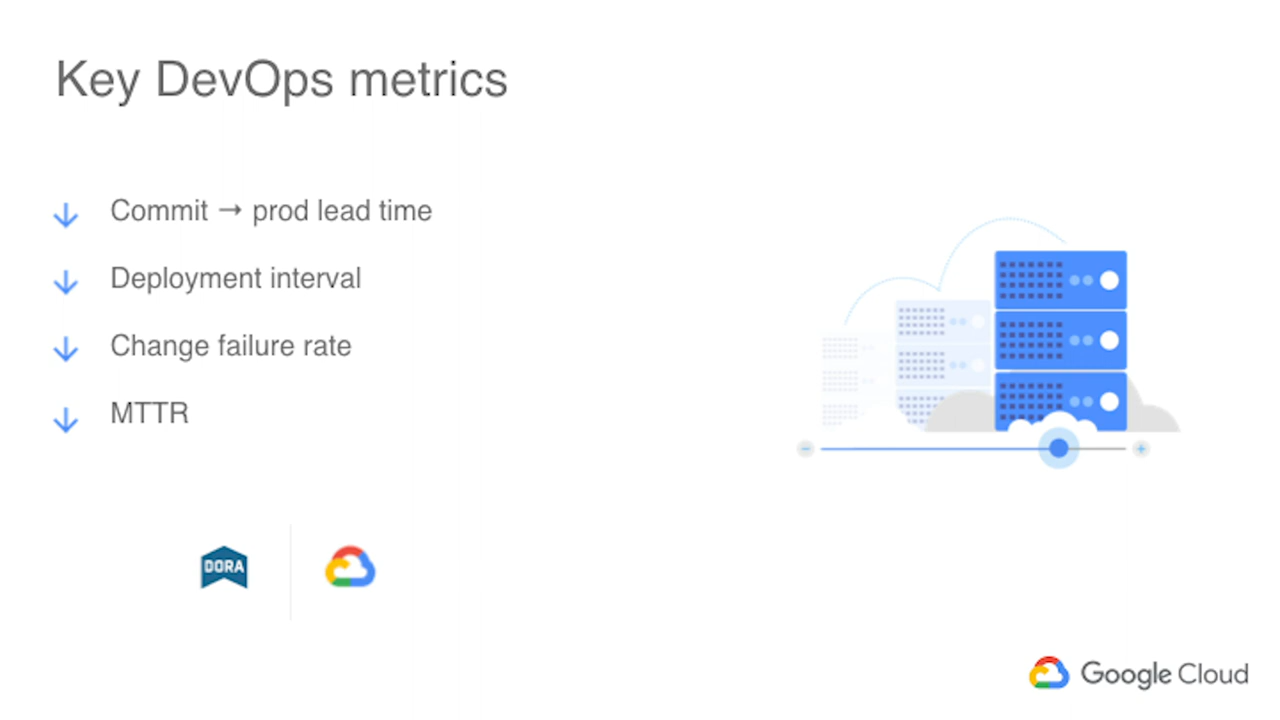 Key DevOps metrics
Commit → prod lead time
Deployment interval
Change failure rate
MTTR
DORA
Google Cloud